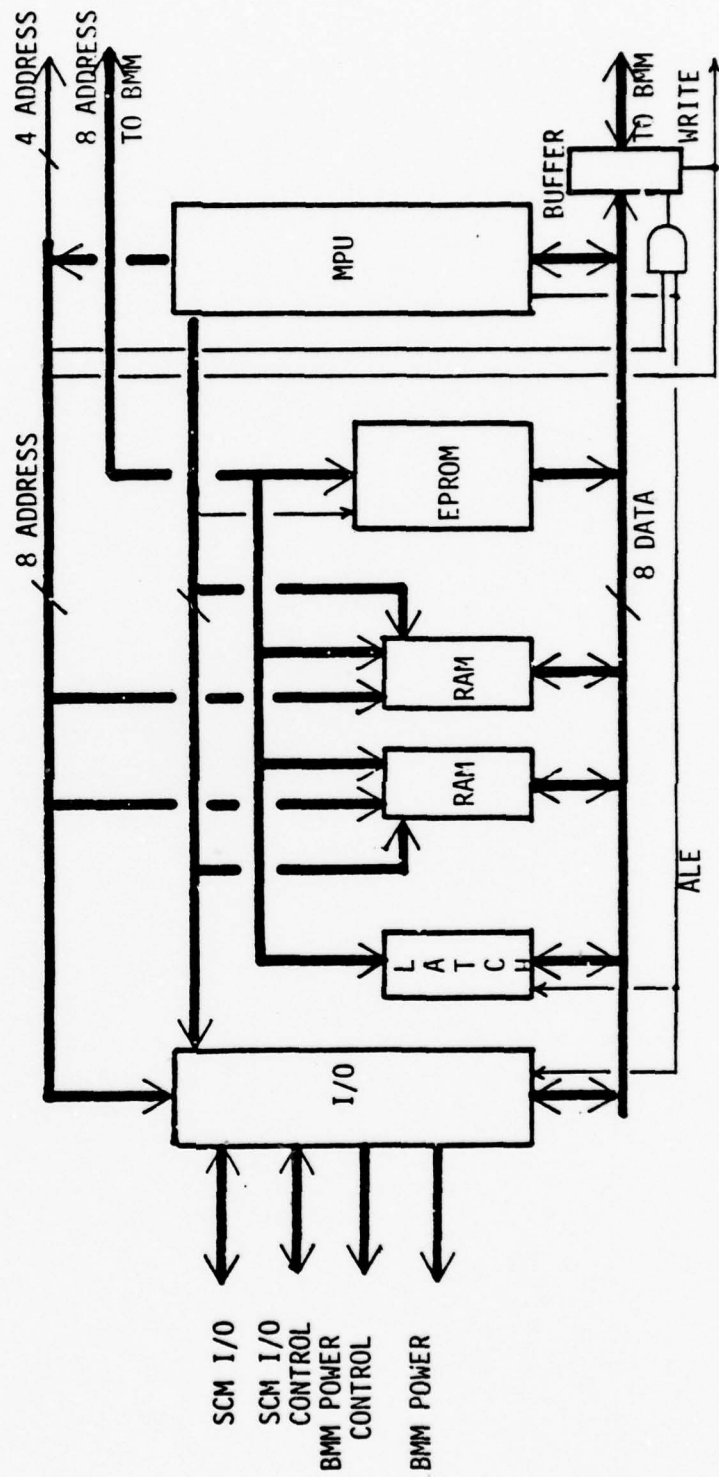 4 ADDRESS
8 ADDRESS
TO BMM
8 ADDRESS
MPU
BUFFER
TO BMM
WRITE
EPROM
8 DATA
RAM
RAM
ALE
LATCH
I/O
SCM I/O
SCM I/O
CONTROL
BMM POWER
CONTROL
BMM POWER